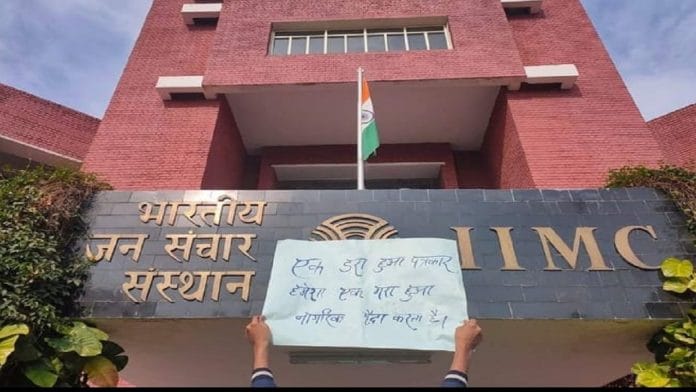 भारतीय
जन संचार
संस्थान
IIMC
एक डरा हुआ पत्रकार
हमेशा एक मरा हुआ
नागरिक पैदा करता है।